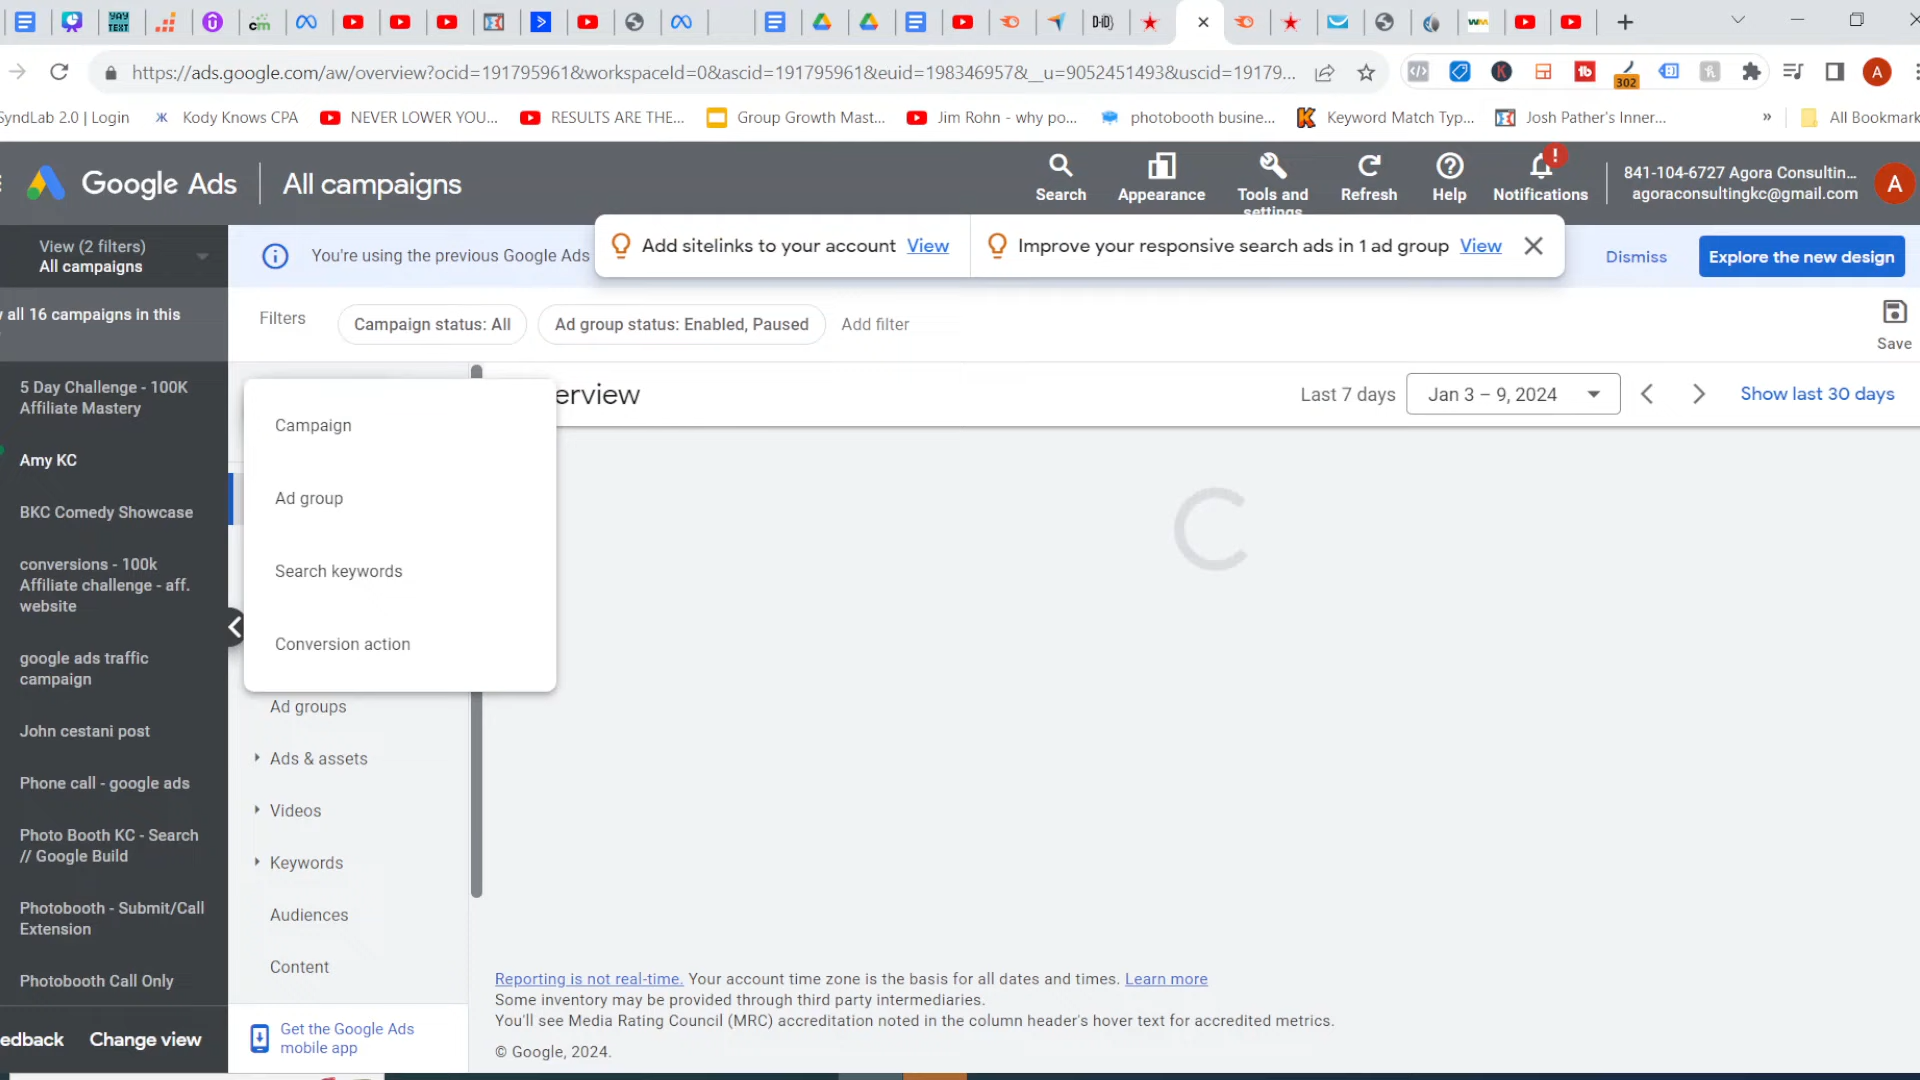 YAY
TEXT
cm
D-iD
wm
https://ads.google.com/aw/overview?ocid=191795961&workspaceId=0&ascid=191795961&euid=198346957&__u=9052451493&uscid=19179...
302
A
SyndLab 2.0 | Login
Kody Knows CPA
NEVER LOWER YOU...
RESULTS ARE THE...
Group Growth Mast...
Jim Rohn - why po...
photobooth busine...
Keyword Match Typ...
Josh Pather's Inner...
»
All Bookmark
Google Ads
All campaigns
Search
Appearance
Tools and
settings
Refresh
Help
Notifications
841-104-6727 Agora Consultin...
agoraconsultingkc@gmail.com
A
View (2 filters)
All campaigns
You're using the previous Google Ads
Add sitelinks to your account View
Improve your responsive search ads in 1 ad group View
Dismiss
Explore the new design
all 16 campaigns in this
Filters
Campaign status: All
Ad group status: Enabled, Paused
Add filter
Save
5 Day Challenge - 100K
Affiliate Mastery
Amy KC
BKC Comedy Showcase
conversions - 100k
Affiliate challenge - aff.
website
google ads traffic
campaign
John cestani post
Phone call - google ads
Photo Booth KC - Search
// Google Build
Photobooth - Submit/Call
Extension
Photobooth Call Only
edback
Change view
Campaign
Ad group
Search keywords
Conversion action
Ad groups
Ads & assets
Videos
Keywords
Audiences
Content
Get the Google Ads
mobile app
erview
Last 7 days
Jan 3 – 9, 2024
Show last 30 days
Reporting is not real-time. Your account time zone is the basis for all dates and times. Learn more
Some inventory may be provided through third party intermediaries.
You'll see Media Rating Council (MRC) accreditation noted in the column header's hover text for accredited metrics.
© Google, 2024.